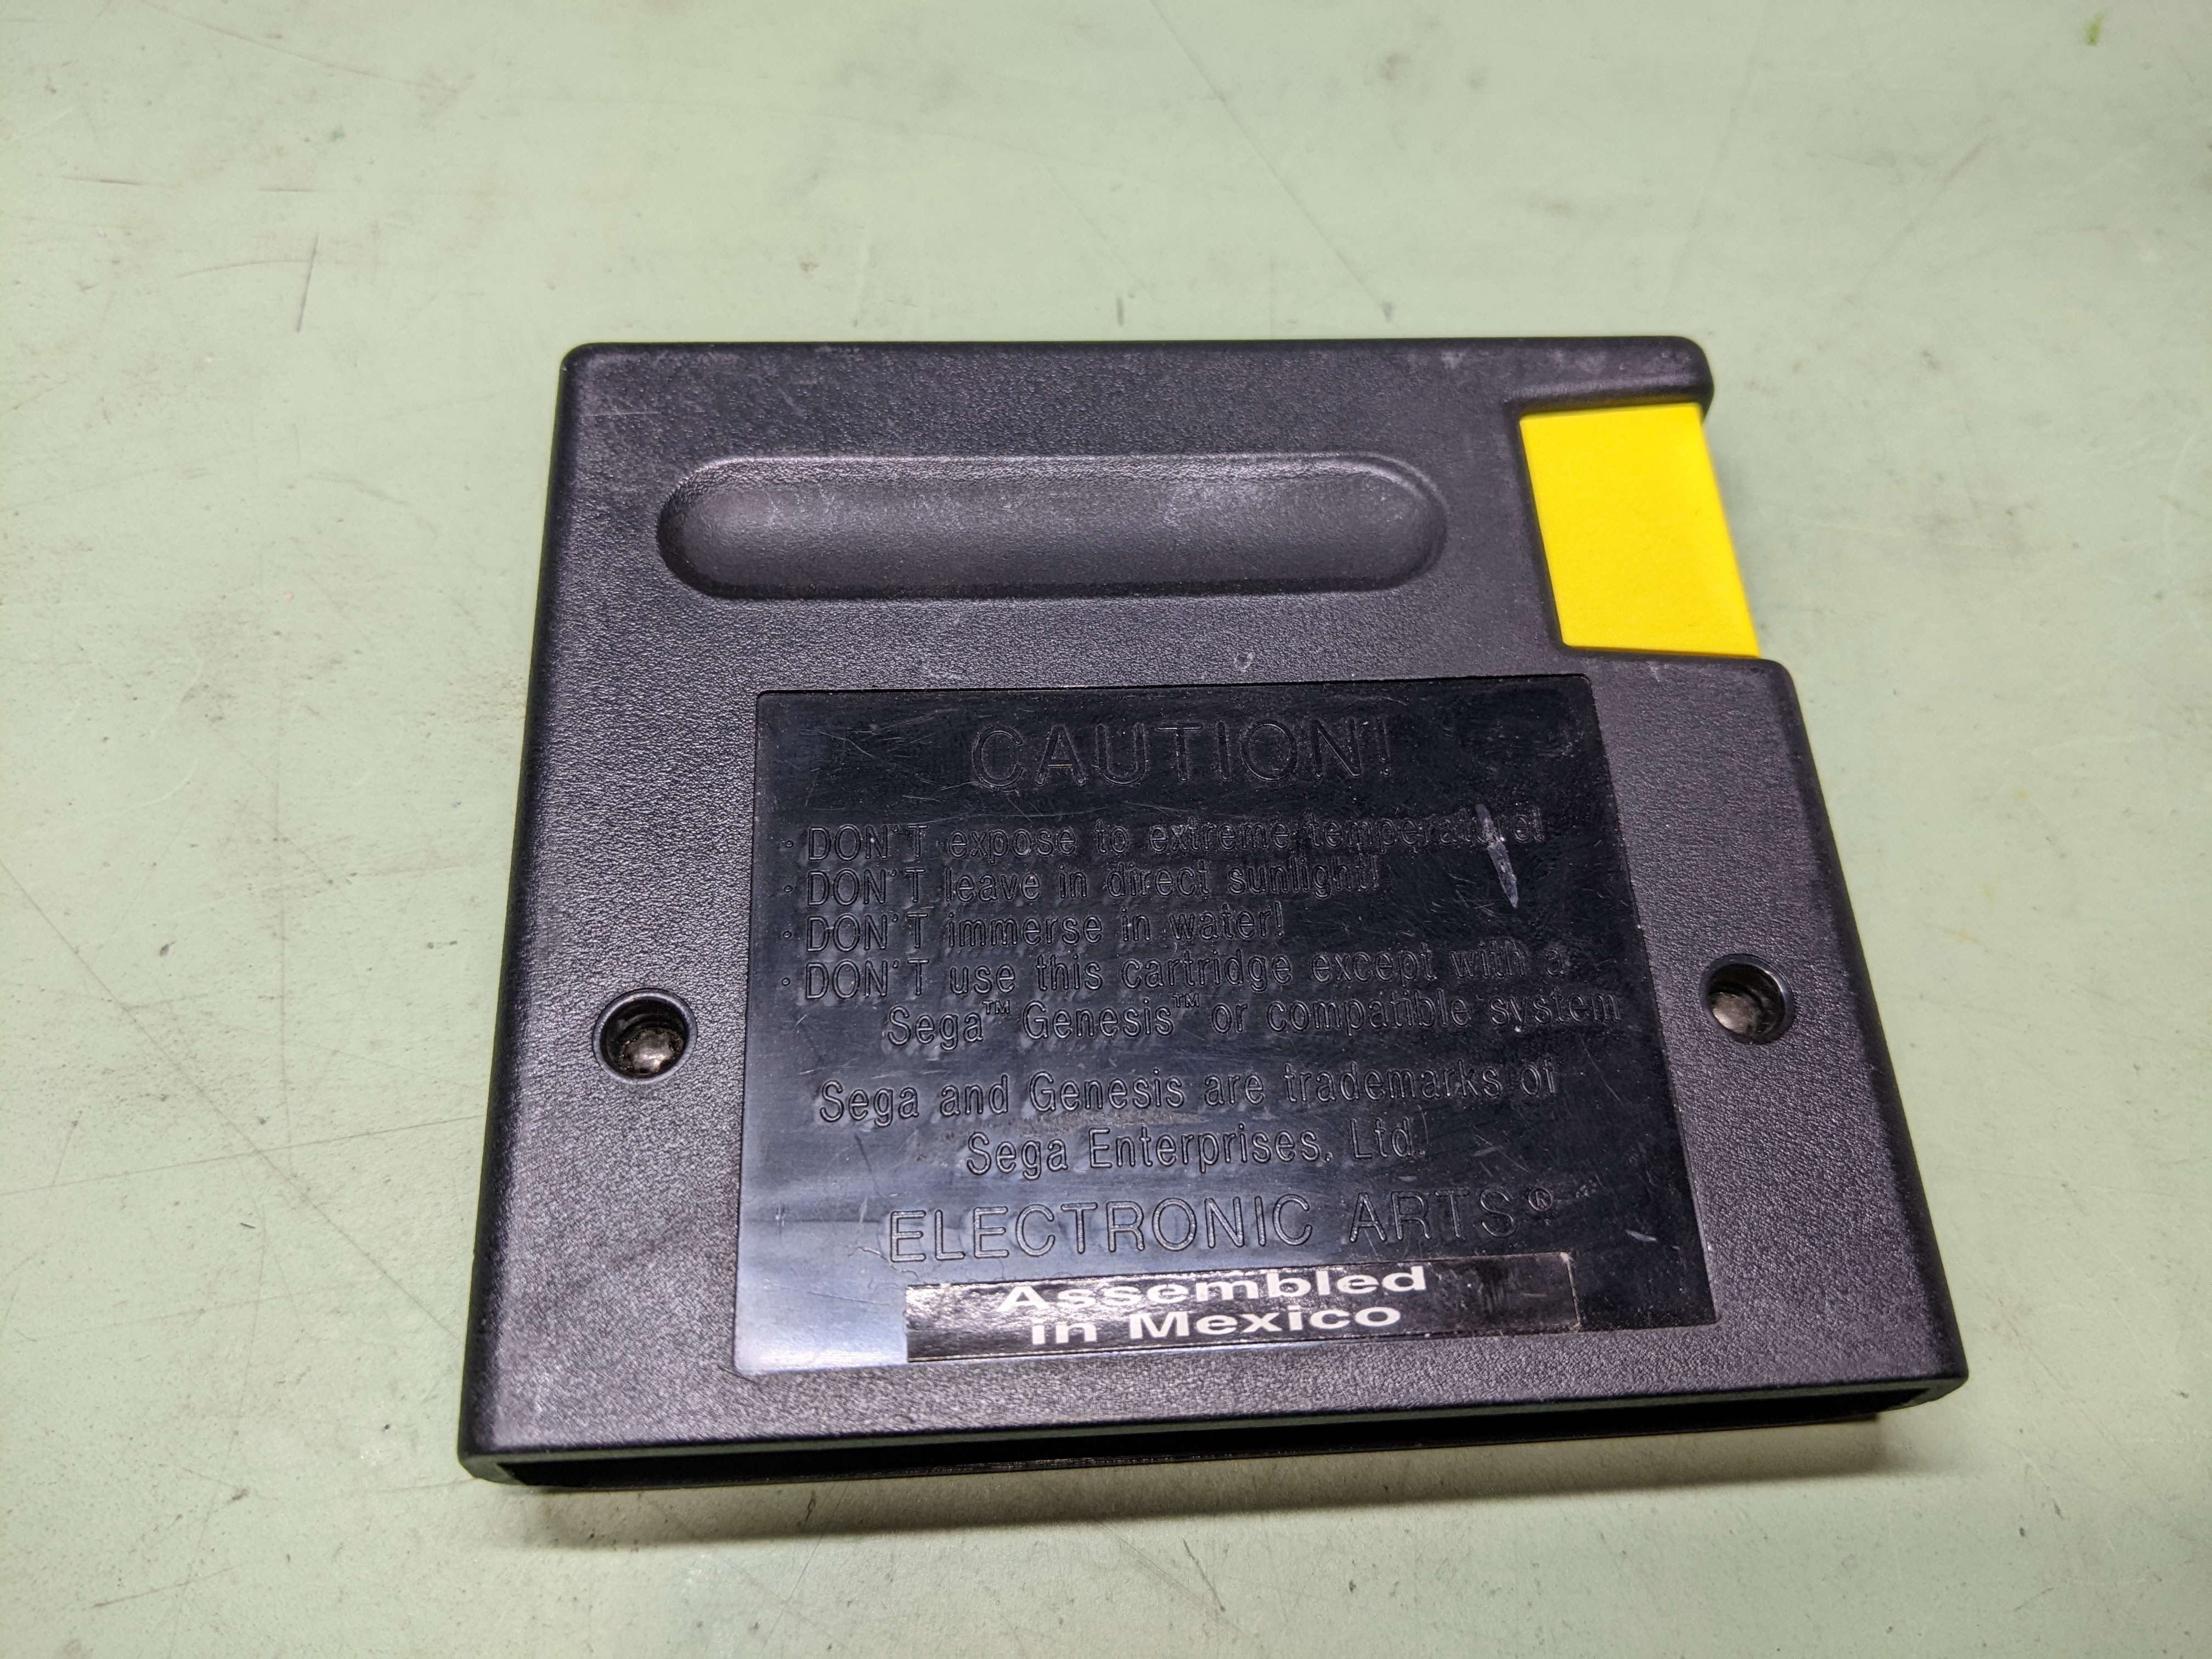 CAUTION!
· DON'T expose to extreme temperatures!
· DON'T leave in direct sunlight!
· DON'T immerse in water!
· DON'T use this cartridge except with a
Sega™ Genesis™ or compatible system
Sega and Genesis are trademarks of
Sega Enterprises, Ltd.
ELECTRONIC ARTS®
Assembled
in Mexico